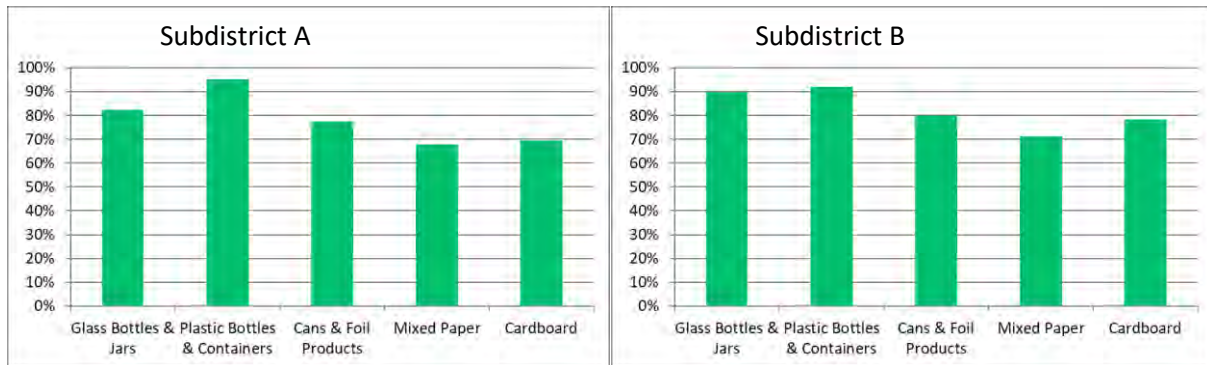 Subdistrict A
100%
90%
80%
70%
60%
50%
40%
30%
20%
10%
0%
Glass Bottles & Jars
Plastic Bottles & Containers
Cans & Foil Products
Mixed Paper
Cardboard
Subdistrict B
100%
90%
80%
70%
60%
50%
40%
30%
20%
10%
0%
Glass Bottles & Jars
Plastic Bottles & Containers
Cans & Foil Products
Mixed Paper
Cardboard